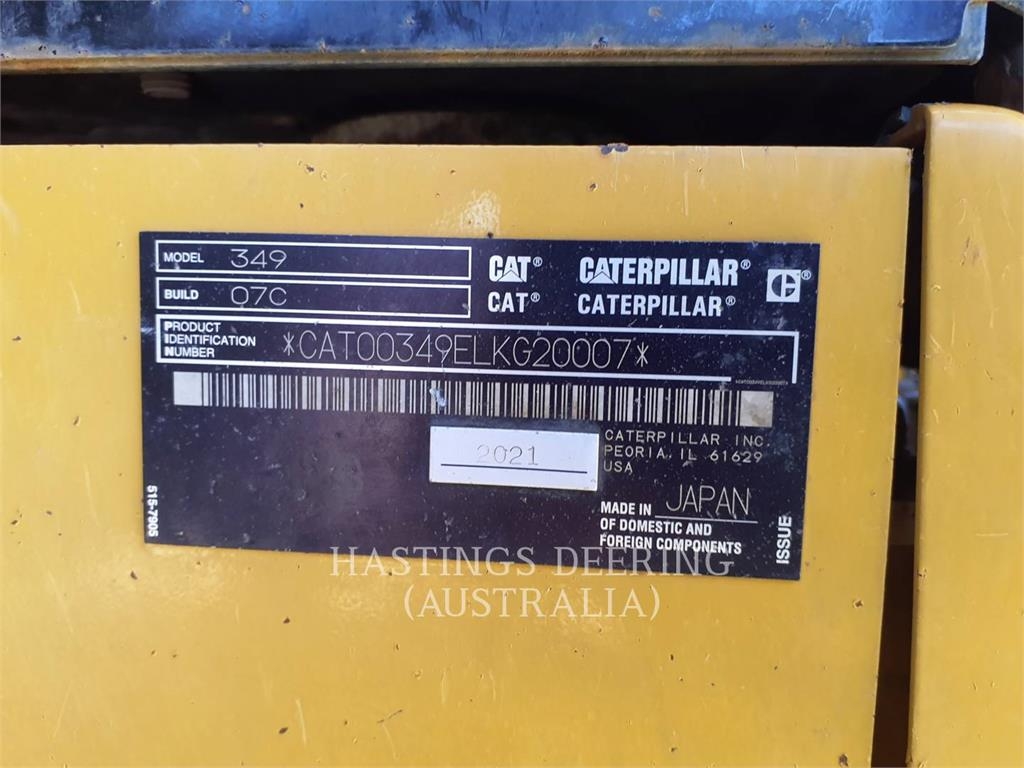 MODEL 349
BUILD 07C
CAT® CATERPILLAR® ®
CAT® CATERPILLAR®
PRODUCT
IDENTIFICATION
NUMBER
*CAT00349ELKG20007*
2021
CATERPILLAR INC.
PEORIA IL 61629
USA
MADE IN JAPAN
OF DOMESTIC AND
FOREIGN COMPONENTS
515-7905
ISSUE
HASTINGS DEERING
(AUSTRALIA)